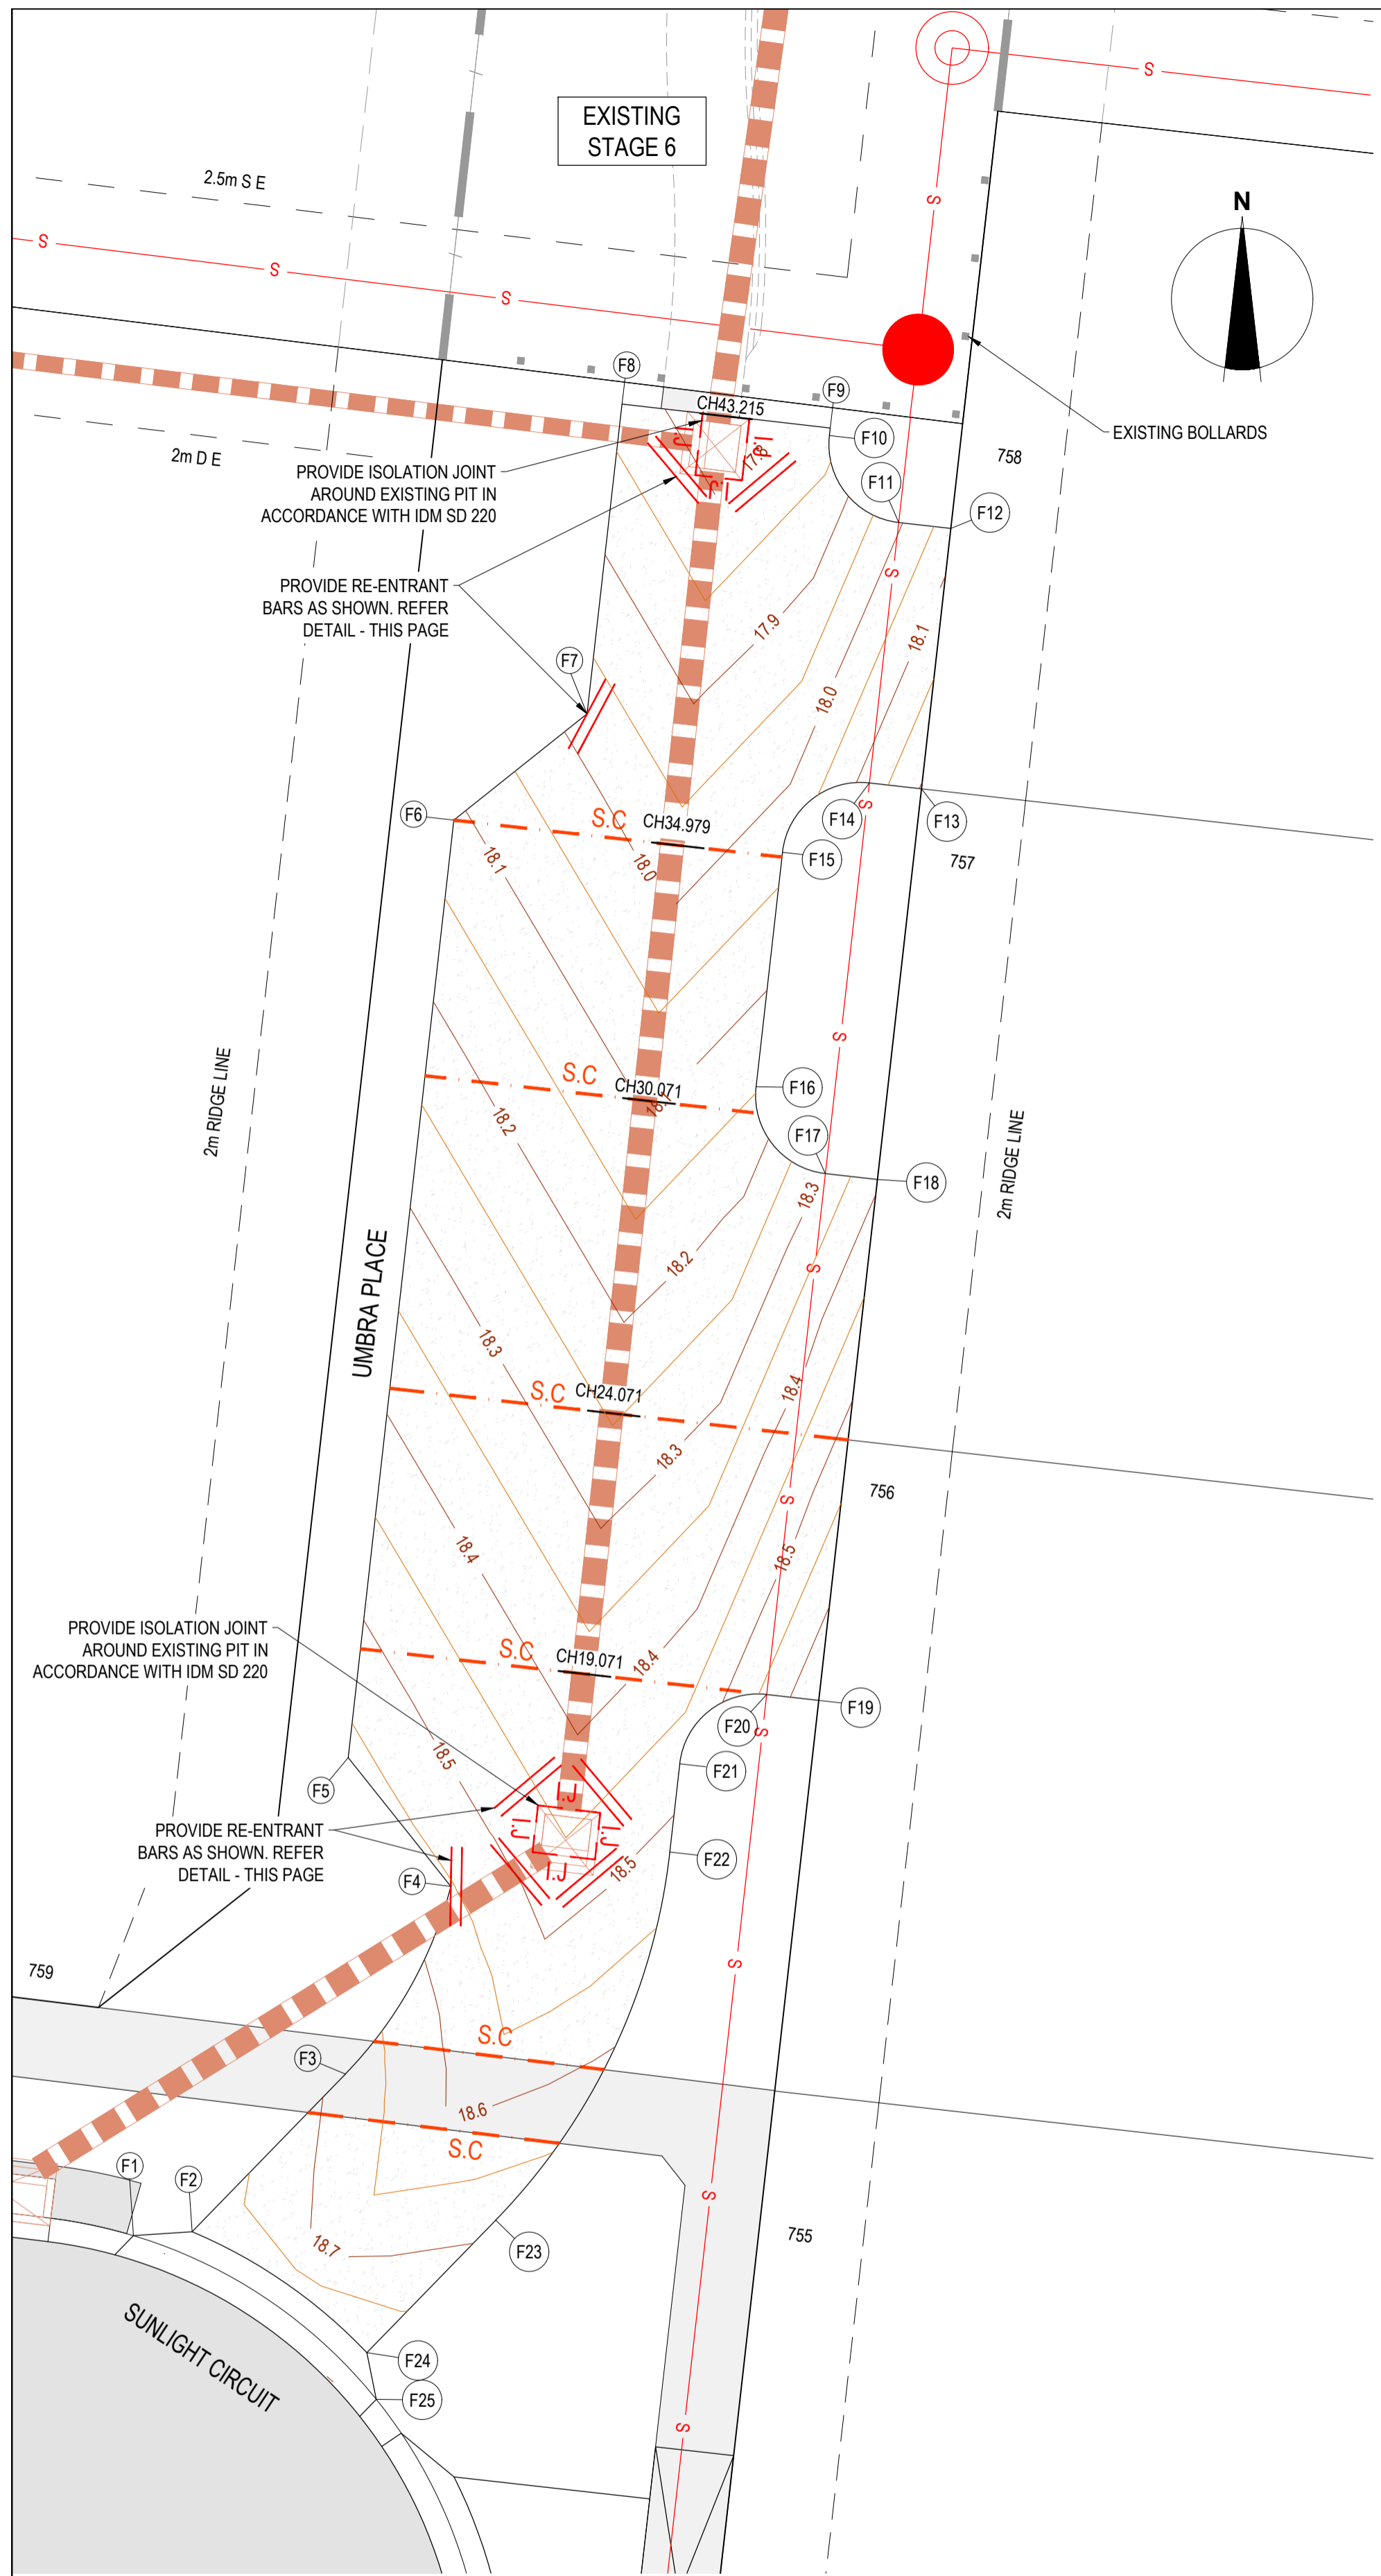 EXISTING
STAGE 6
S
S
2.5m S E
N
S
S
S
F8
F9
CH43.215
F10
EXISTING BOLLARDS
2m D E
758
PROVIDE ISOLATION JOINT
AROUND EXISTING PIT IN
ACCORDANCE WITH IDM SD 220
I.J
I.J
I.J
17.8
F11
F12
S
PROVIDE RE-ENTRANT
BARS AS SHOWN. REFER
DETAIL - THIS PAGE
17.9
18.1
F7
18.0
F6
S.C
CH34.979
S
F14
F13
18.1
18.0
F15
757
2m RIDGE LINE
S
S.C
CH30.071
F16
18.2
F17
2m RIDGE LINE
18.3
F18
UMBRA PLACE
18.2
S
18.3
S.C
CH24.071
18.4
18.3
756
S
18.4
18.5
PROVIDE ISOLATION JOINT
AROUND EXISTING PIT IN
ACCORDANCE WITH IDM SD 220
S.C
CH19.071
18.4
F19
F20
S
18.5
F21
F5
I.J
I.J
I.J
I.J
PROVIDE RE-ENTRANT
BARS AS SHOWN. REFER
DETAIL - THIS PAGE
F22
18.5
F4
S
759
S.C
F3
18.6
S.C
F1
F2
S
755
18.7
F23
SUNLIGHT CIRCUIT
F24
F25
S